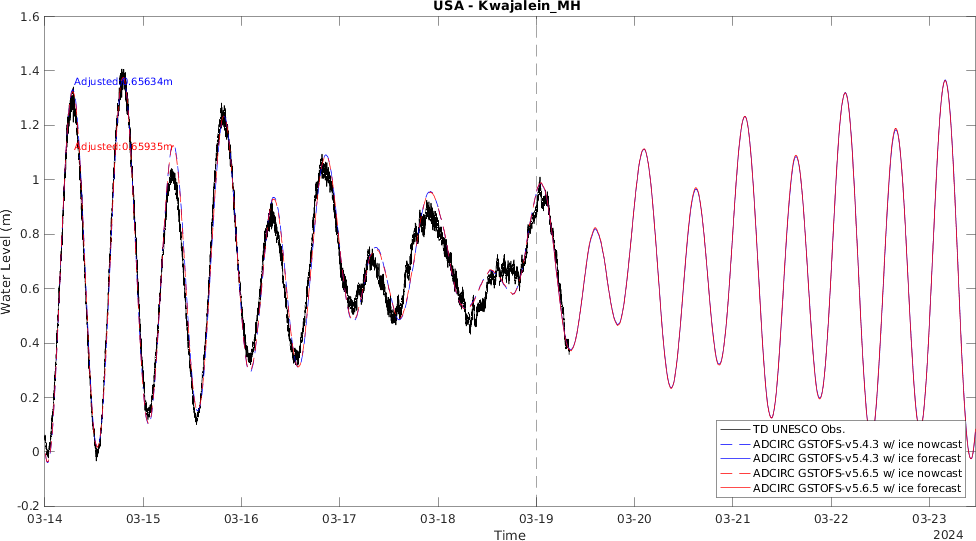 USA - Kwajalein_MH
1.6
1.4
1.2
1
0.8
0.6
0.4
0.2
0
-0.2
Water Level (m)
Adjusted:0.65634m
Adjusted:0.65935m
TD UNESCO Obs.
ADCIRC GSTOFS-v5.4.3 w/ ice nowcast
ADCIRC GSTOFS-v5.4.3 w/ ice forecast
ADCIRC GSTOFS-v5.6.5 w/ ice nowcast
ADCIRC GSTOFS-v5.6.5 w/ ice forecast
03-14 03-15 03-16 03-17 03-18 03-19 03-20 03-21 03-22 03-23
Time
2024